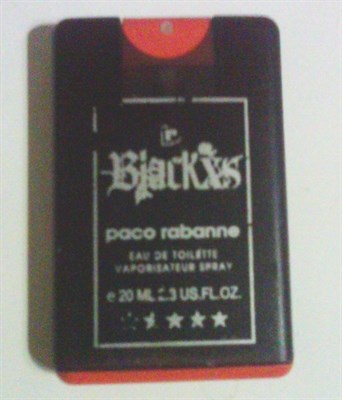 BlackXs
paco rabanne
EAU DE TOILETTE
VAPORISATEUR SPRAY
e 20 ML US.FL.OZ.